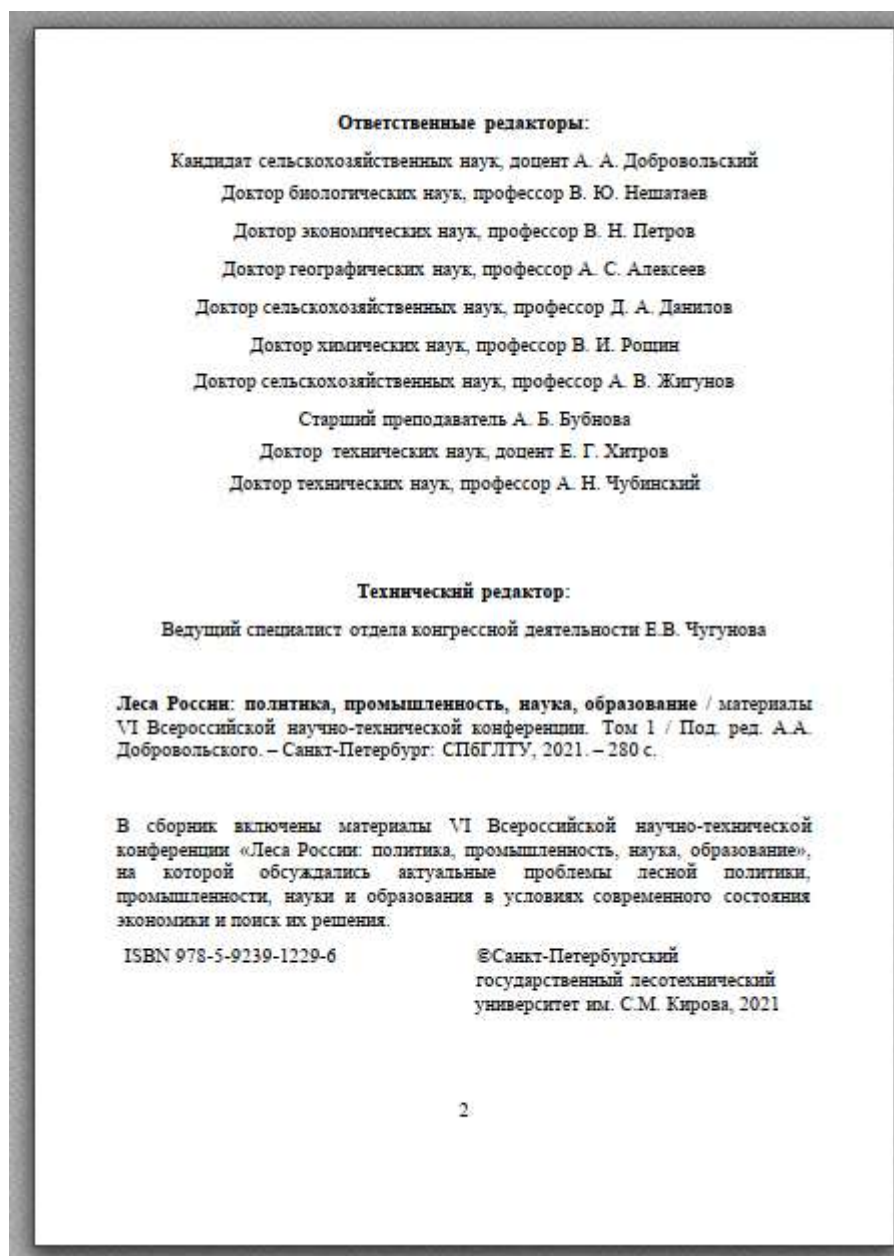 Ответственные редакторы:
Кандидат сельскохозяйственных наук, доцент А. А. Добровольский
Доктор биологических наук, профессор В. Ю. Нешатаев
Доктор экономических наук, профессор В. Н. Петров
Доктор географических наук, профессор А. С. Алексеев
Доктор сельскохозяйственных наук, профессор Д. А. Данилов
Доктор химических наук, профессор В. И. Рощин
Доктор сельскохозяйственных наук, профессор А. В. Жигунов
Старший преподаватель А. Б. Бубнова
Доктор технических наук, доцент Е. Г. Хитров
Доктор технических наук, профессор А. Н. Чубинский
Технический редактор:
Ведущий специалист отдела конгрессной деятельности Е.В. Чугунова
Леса России: политика, промышленность, наука, образование / материалы
VI Всероссийской научно-технической конференции. Том 1 / Под. ред. А.А.
Добровольского. – Санкт-Петербург: СПбГЛТУ, 2021. – 280 с.
В сборник включены материалы VI Всероссийской научно-технической
конференции «Леса России: политика, промышленность, наука, образование»,
на которой обсуждались актуальные проблемы лесной политики,
промышленности, науки и образования в условиях современного состояния
экономики и поиск их решения.
ISBN 978-5-9239-1229-6
©Санкт-Петербургский
государственный лесотехнический
университет им. С.М. Кирова, 2021
2